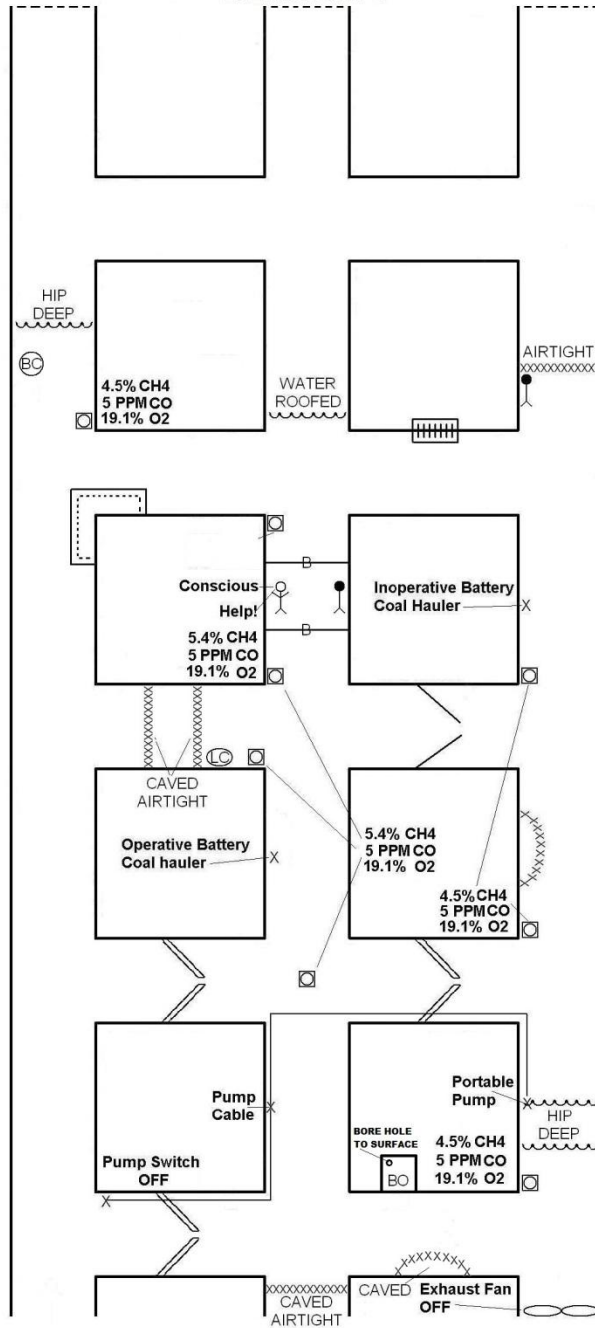 HIP
DEEP
BC
4.5% CH4
5 PPM CO
19.1% O2
WATER
ROOFED
AIRTIGHT
XXXXXXXXXX
B
Conscious
Help!
Inoperative Battery
Coal Hauler
X
5.4% CH4
5 PPM CO
19.1% O2
B
LC
CAVED
AIRTIGHT
Operative Battery
Coal hauler
X
5.4% CH4
5 PPM CO
19.1% O2
4.5% CH4
5 PPM CO
19.1% O2
Pump
Cable
X
Portable
Pump
X
HIP
DEEP
BORE HOLE
TO SURFACE
BO
4.5% CH4
5 PPM CO
19.1% O2
Pump Switch
OFF
X
CAVED
AIRTIGHT
CAVED
Exhaust Fan
OFF